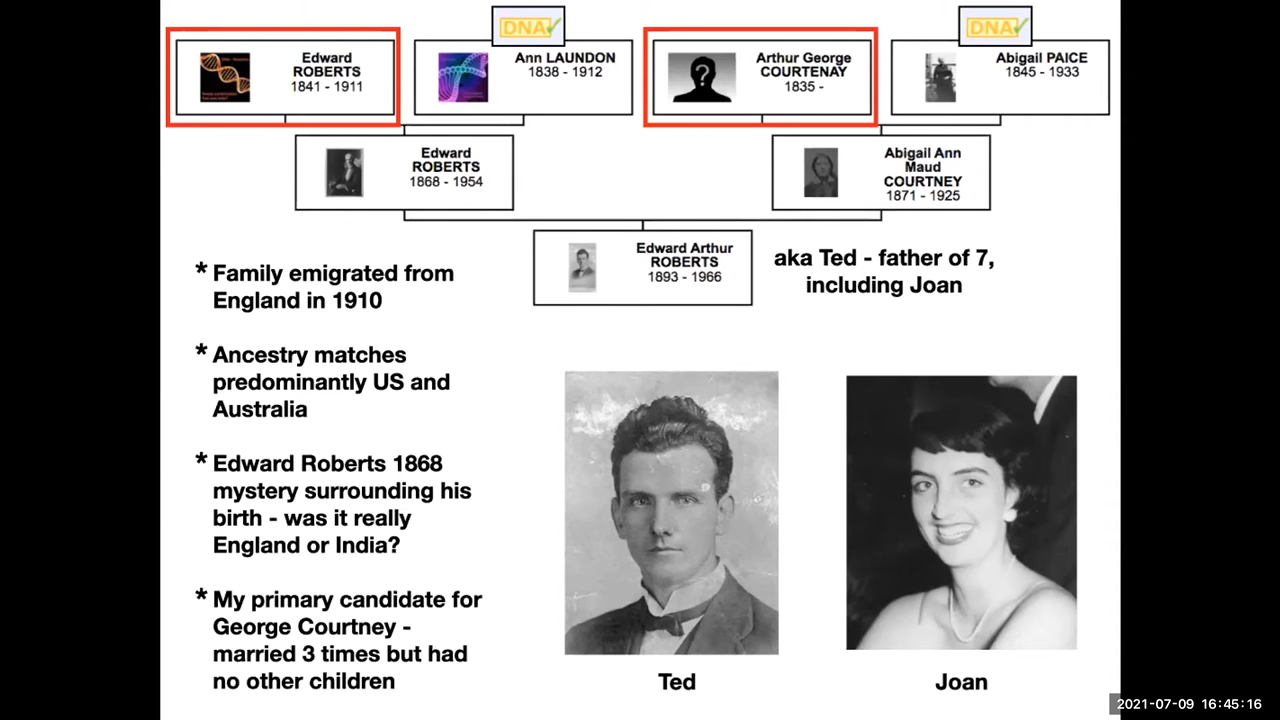 DNA
DNA
Edward
ROBERTS
1841 - 1911
Ann LAUNDON
1838 - 1912
Arthur George
COURTENAY
1835 -
Abigail PAICE
1845 - 1933
Edward
ROBERTS
1868 - 1954
Abigail Ann
Maud
COURTNEY
1871 - 1925
Edward Arthur
ROBERTS
1893 - 1966
aka Ted - father of 7,
including Joan
* Family emigrated from
England in 1910
* Ancestry matches
predominantly US and
Australia
* Edward Roberts 1868
mystery surrounding his
birth - was it really
England or India?
* My primary candidate for
George Courtney -
married 3 times but had
no other children
Ted
Joan
2021-07-09 16:45:16